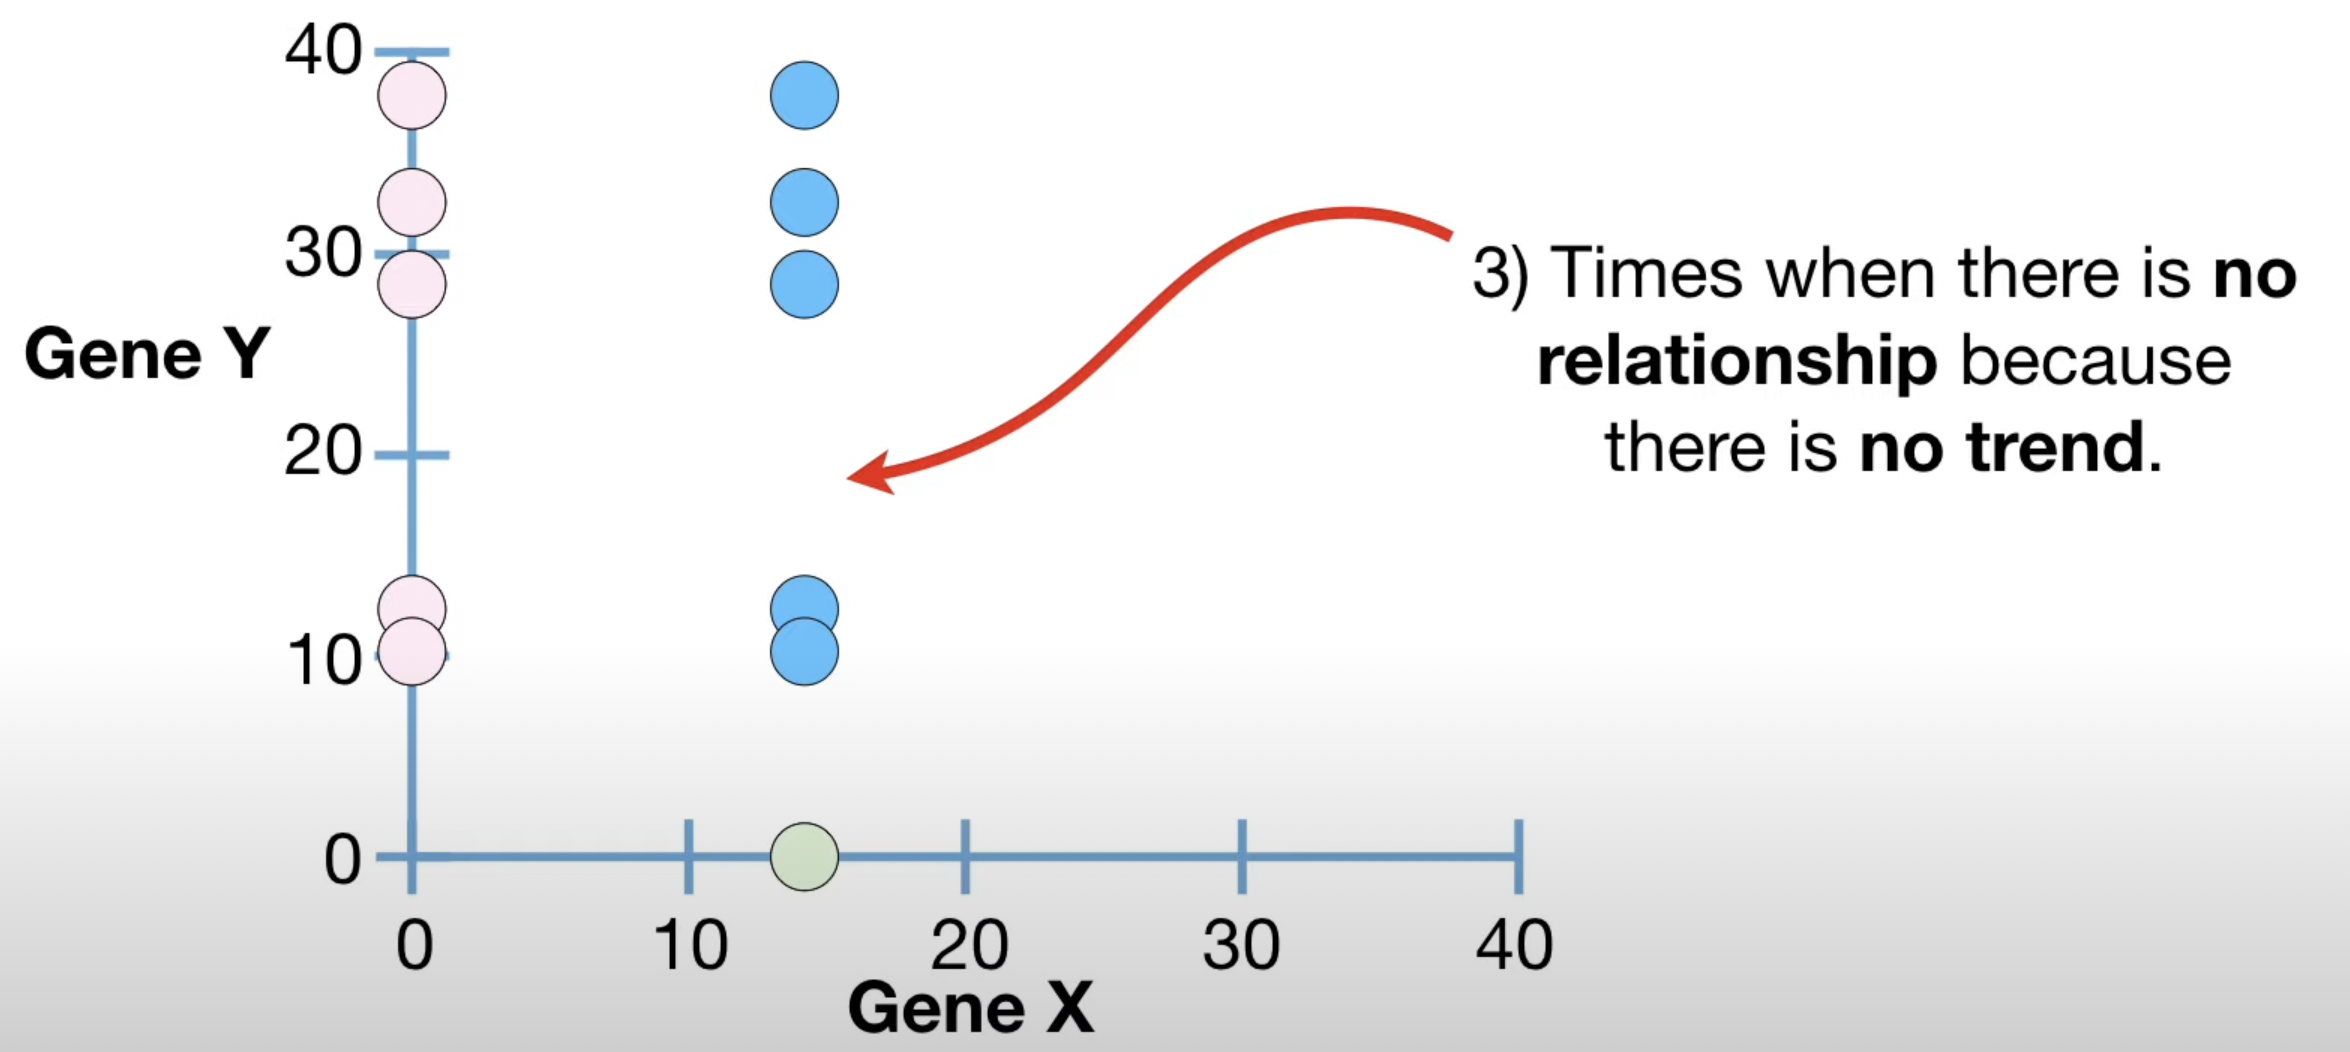 40
30
Gene Y
20
10
0
0 10 20 30 40
Gene X
3) Times when there is no
relationship because
there is no trend.